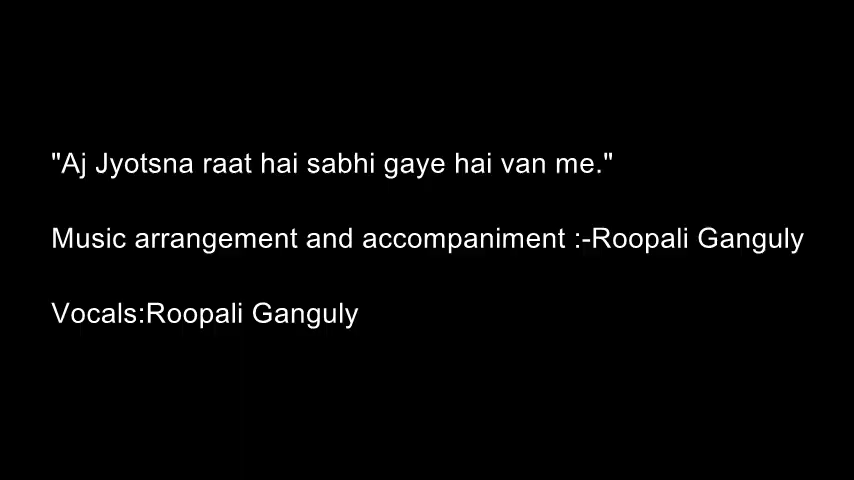 "Aj Jyotsna raat hai sabhi gaye hai van me."
Music arrangement and accompaniment :-Roopali Ganguly
Vocals:Roopali Ganguly